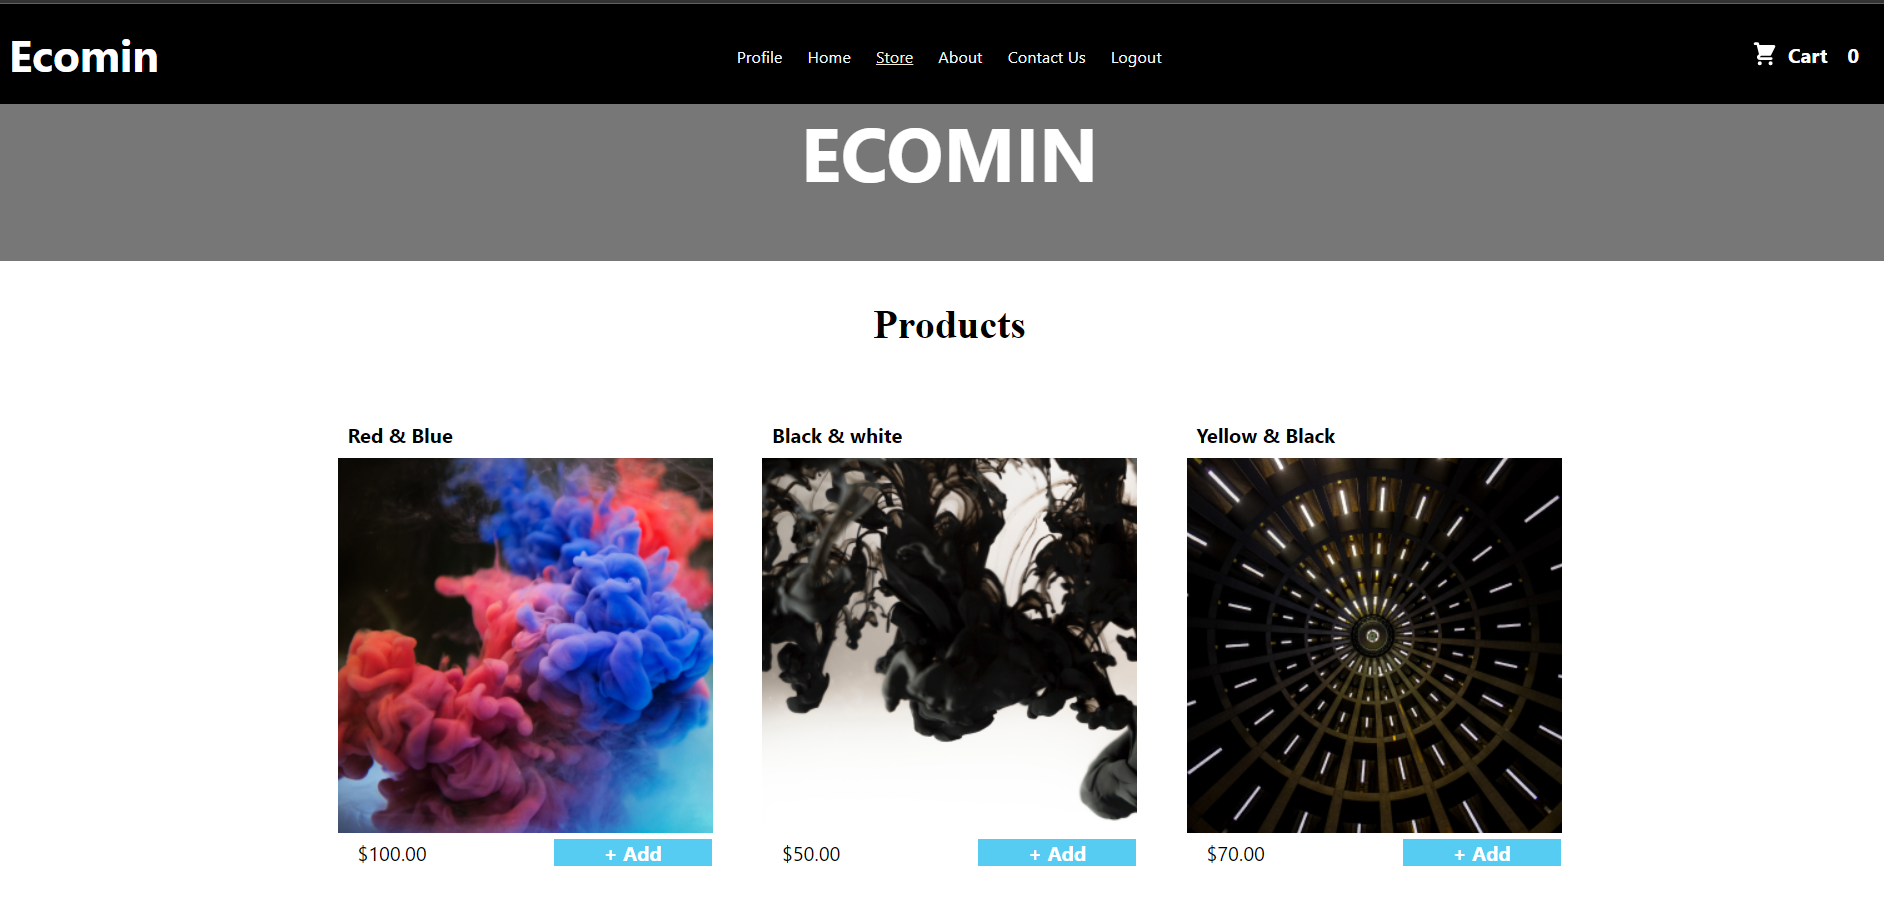 Ecomin
Profile Home Store About Contact Us Logout
Cart 0
ECOMIN
Products
Red & Blue
Black & white
Yellow & Black
$100.00
+ Add
$50.00
+ Add
$70.00
+ Add